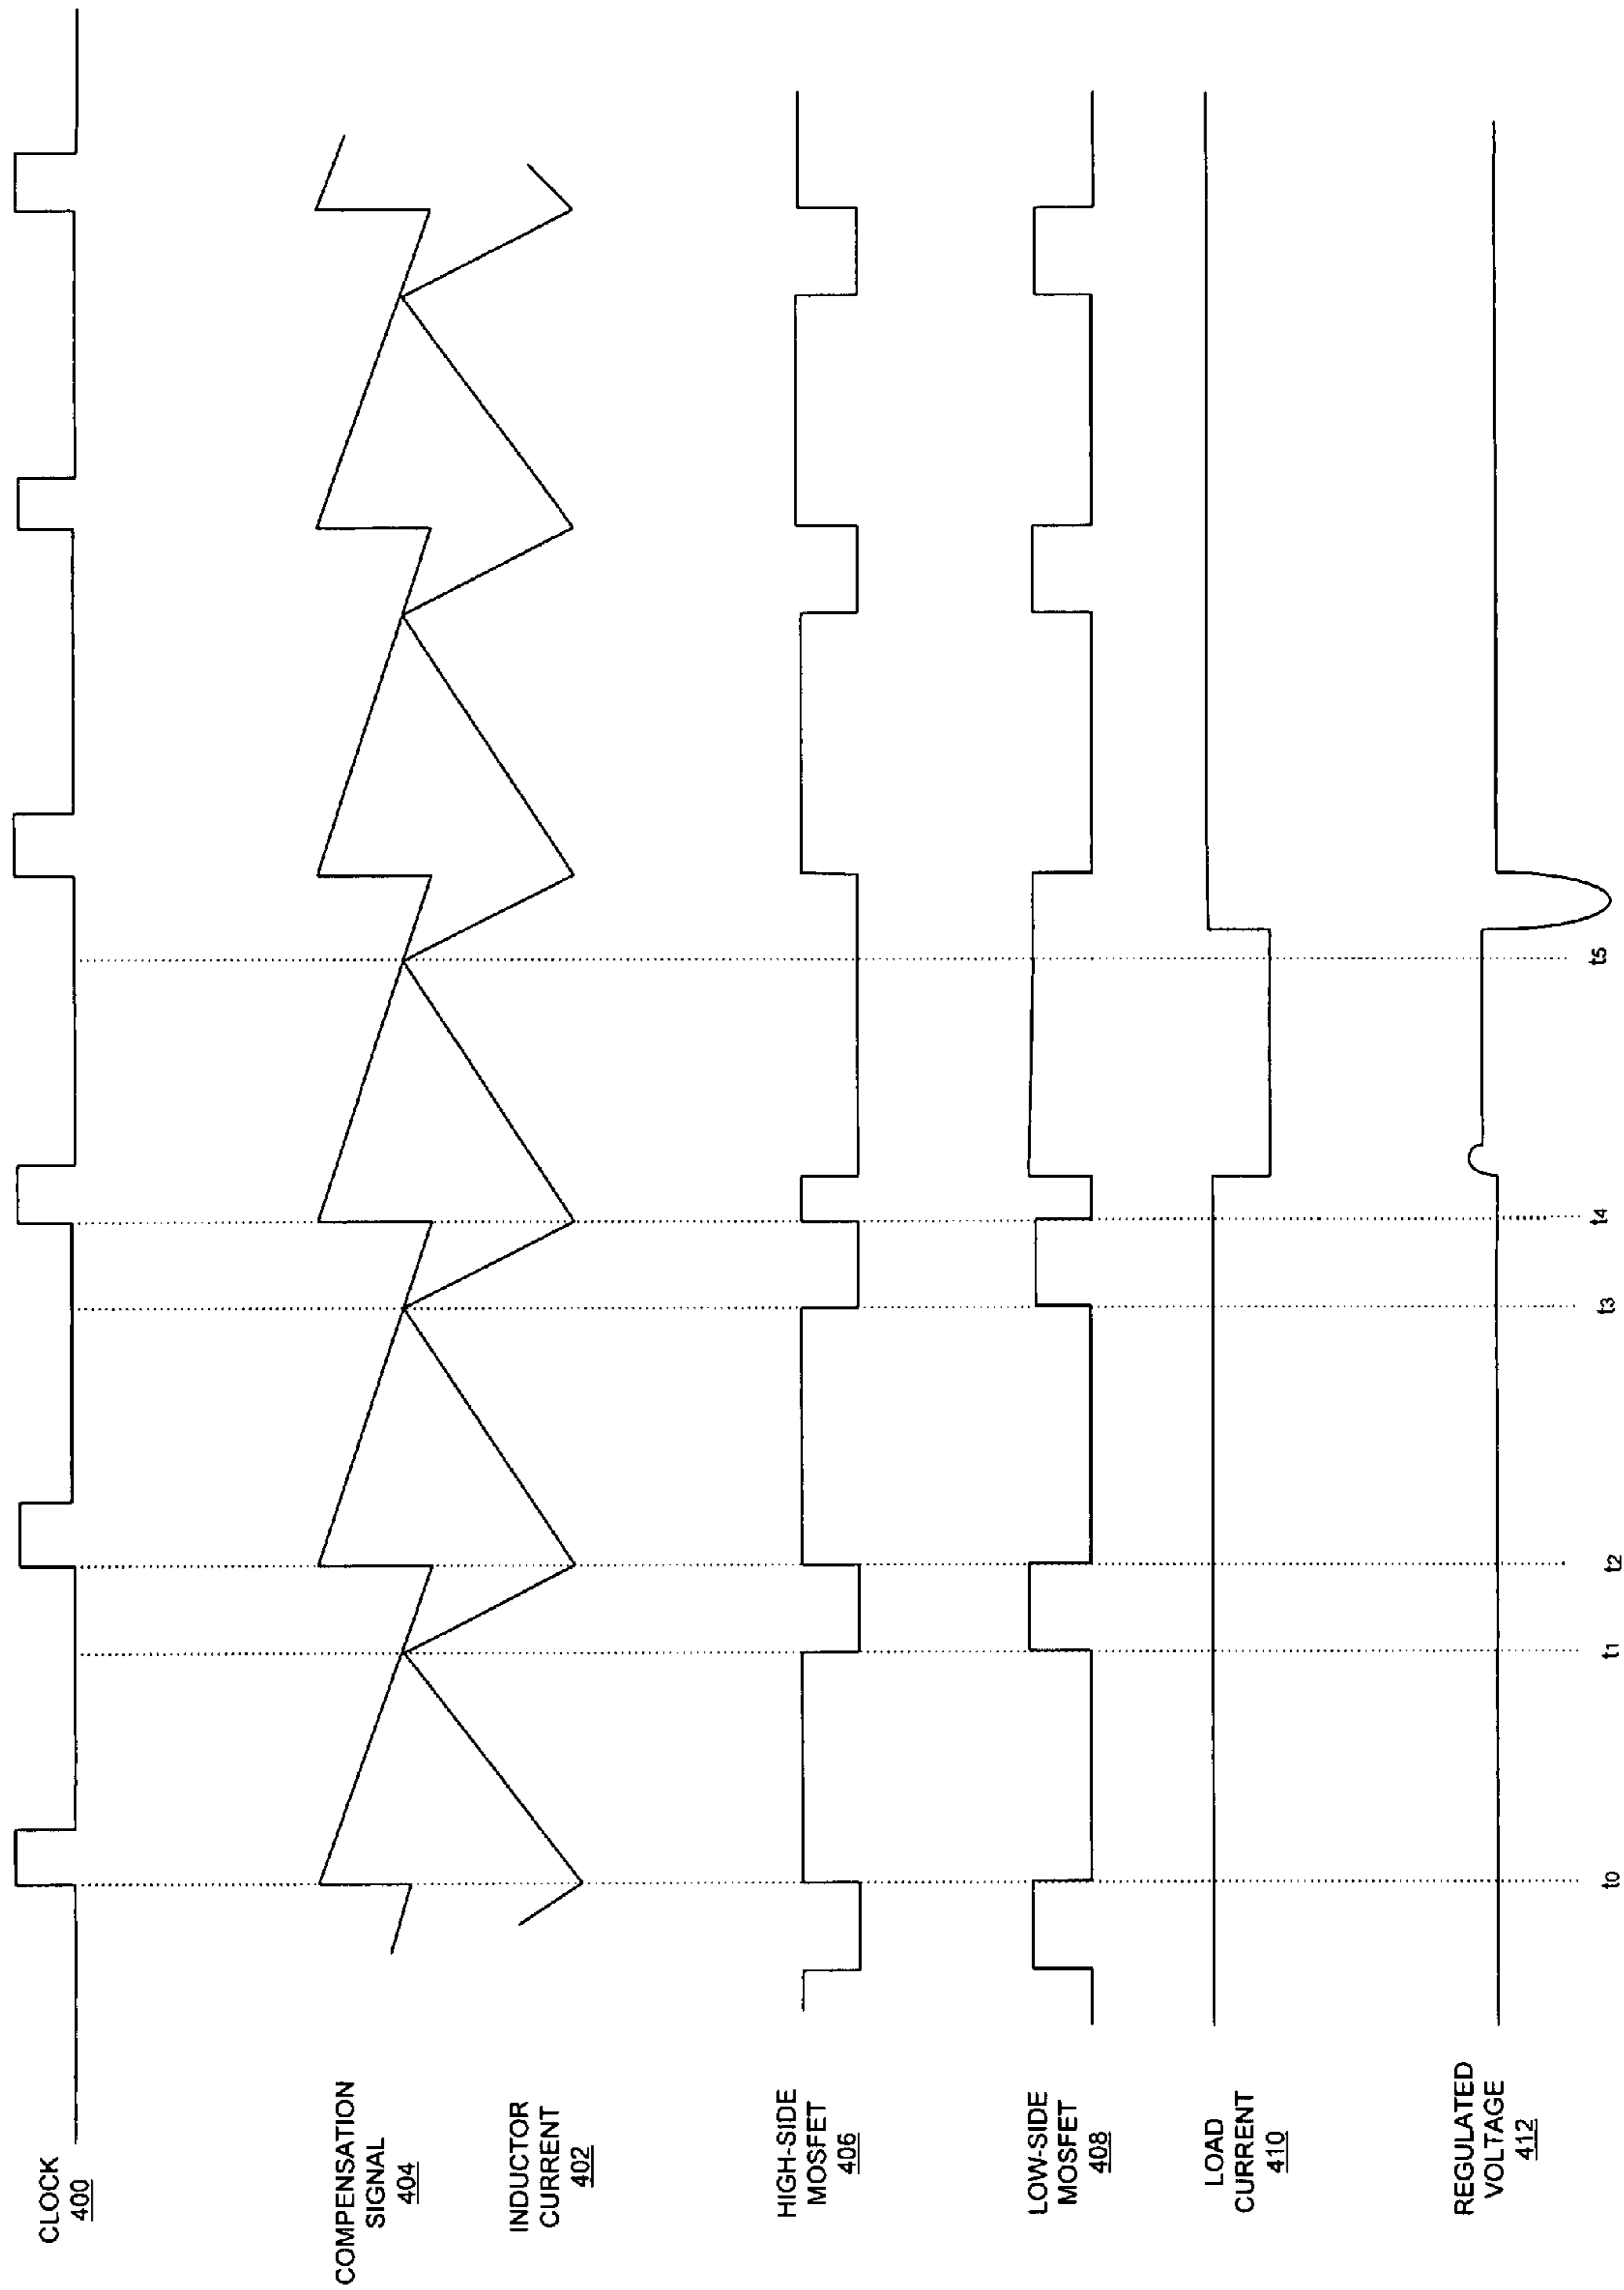 CLOCK
400
COMPENSATION
SIGNAL
404
INDUCTOR
CURRENT
402
HIGH-SIDE
MOSFET
406
LOW-SIDE
MOSFET
408
LOAD
CURRENT
410
REGULATED
VOLTAGE
412
t0
t1
t2
t3
t4
t5